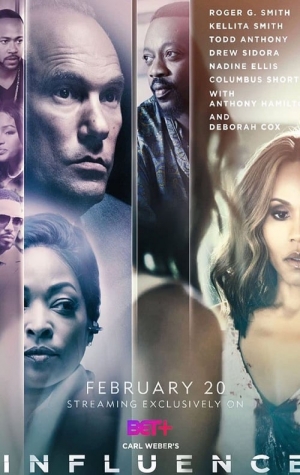 ROGER G. SMITH
KELLITA SMITH
TODD ANTHONY
DREW SIDORA
NADINE ELLIS
COLUMBUS SHORT
WITH
ANTHONY HAMIL
AND
DEBORAH COX
FEBRUARY 20
STREAMING EXCLUSIVELY ON
BET+
CARL WEBER'S
INFLUENCE